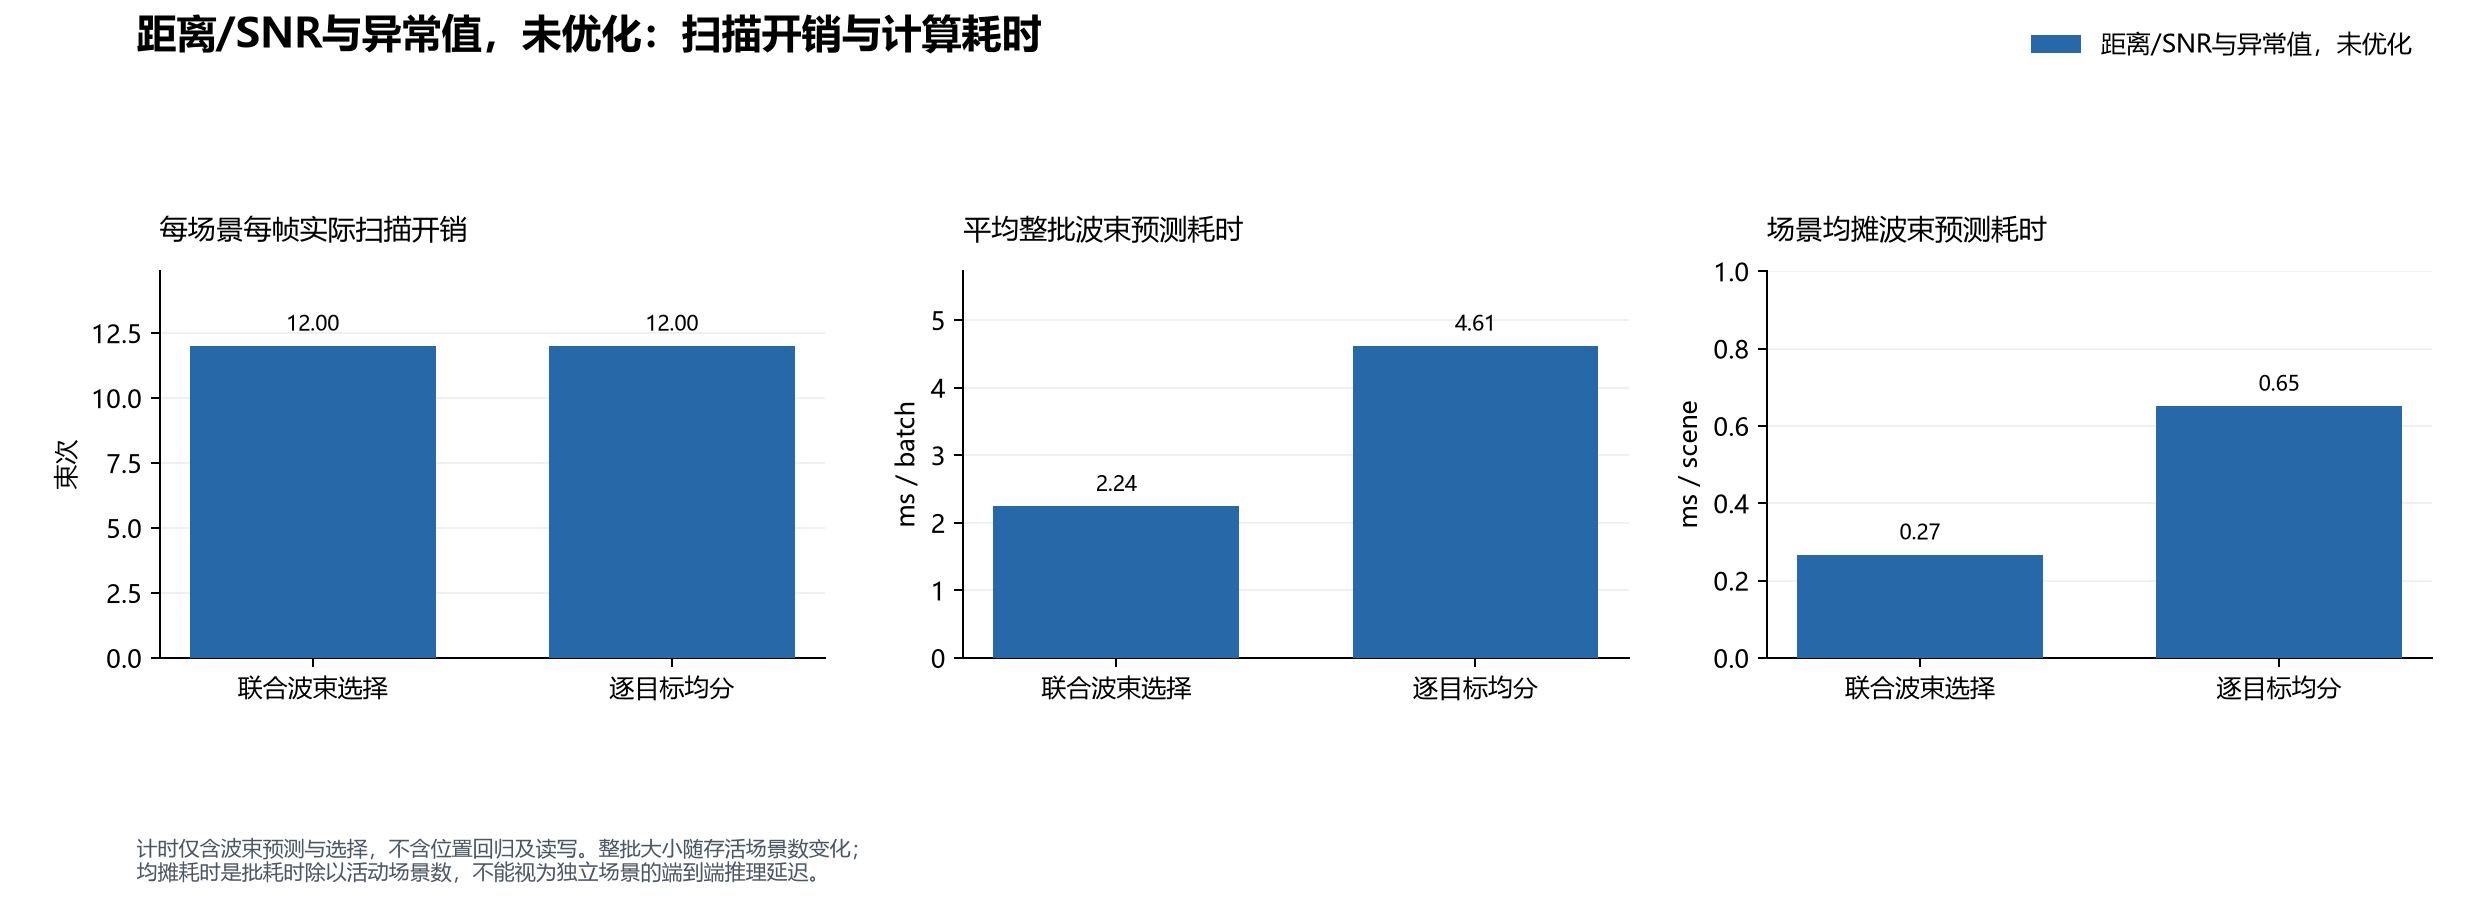 距离/SNR与异常值，未优化：扫描开销与计算耗时
距离/SNR与异常值，未优化
每场景每帧实际扫描开销
束次
12.5
10.0
7.5
5.0
2.5
0.0
12.00
12.00
联合波束选择
逐目标均分
平均整批波束预测耗时
ms / batch
5
4
3
2
1
0
2.24
4.61
联合波束选择
逐目标均分
场景均摊波束预测耗时
ms / scene
1.0
0.8
0.6
0.4
0.2
0.0
0.27
0.65
联合波束选择
逐目标均分
计时仅含波束预测与选择，不含位置回归及读写。整批大小随存活场景数变化；
均摊耗时是批耗时除以活动场景数，不能视为独立场景的端到端推理延迟。